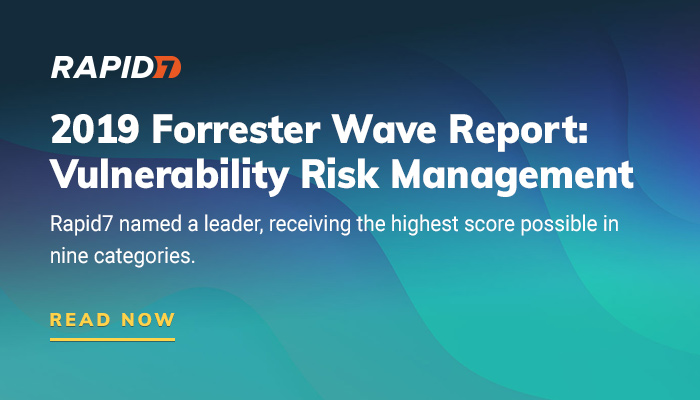 RAPID7
2019 Forrester Wave Report:
Vulnerability Risk Management
Rapid7 named a leader, receiving the highest score possible in
nine categories.
READ NOW